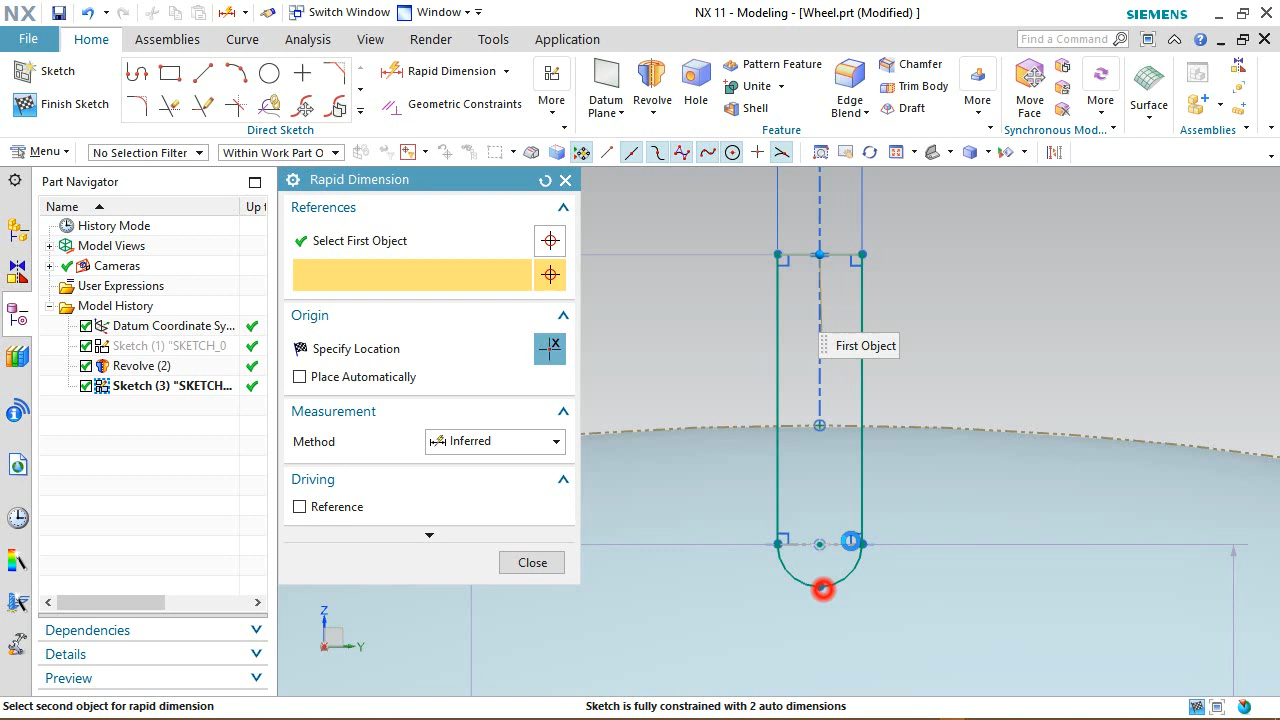 NX
Switch Window
Window
NX 11 - Modeling - [Wheel.prt (Modified) ]
SIEMENS
File
Home
Assemblies
Curve
Analysis
View
Render
Tools
Application
Find a Command
Sketch
Finish Sketch
Rapid Dimension
Geometric Constraints
More
Direct Sketch
Datum
Plane
Revolve
Hole
Pattern Feature
Unite
Shell
Edge
Blend
Chamfer
Trim Body
Draft
More
Feature
Move
Face
More
Synchronous Mod...
Surface
Assemblies
Menu
No Selection Filter
Within Work Part O
Part Navigator
Name
Up t
History Mode
Model Views
Cameras
User Expressions
Model History
Datum Coordinate Sy...
Sketch (1) "SKETCH_0
Revolve (2)
Sketch (3) "SKETCH...
Dependencies
Details
Preview
Rapid Dimension
References
Select First Object
Origin
Specify Location
Place Automatically
Measurement
Method
Inferred
Driving
Reference
Close
First Object
Z
Y
Select second object for rapid dimension
Sketch is fully constrained with 2 auto dimensions